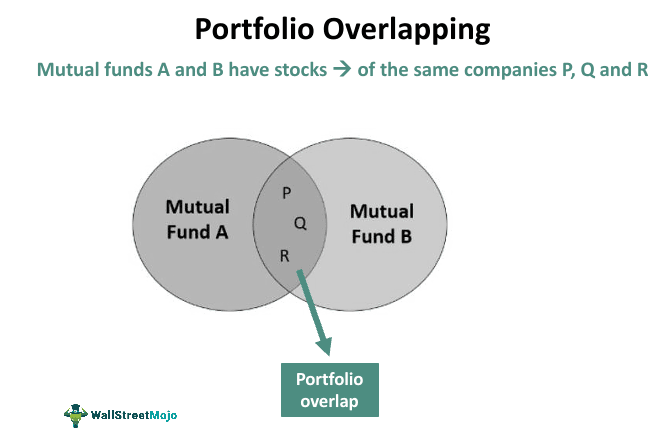 Portfolio Overlapping
Mutual funds A and B have stocks → of the same companies P, Q and R
Mutual
Fund A
P
Q
R
Mutual
Fund B
Portfolio
overlap
WallStreetMojo